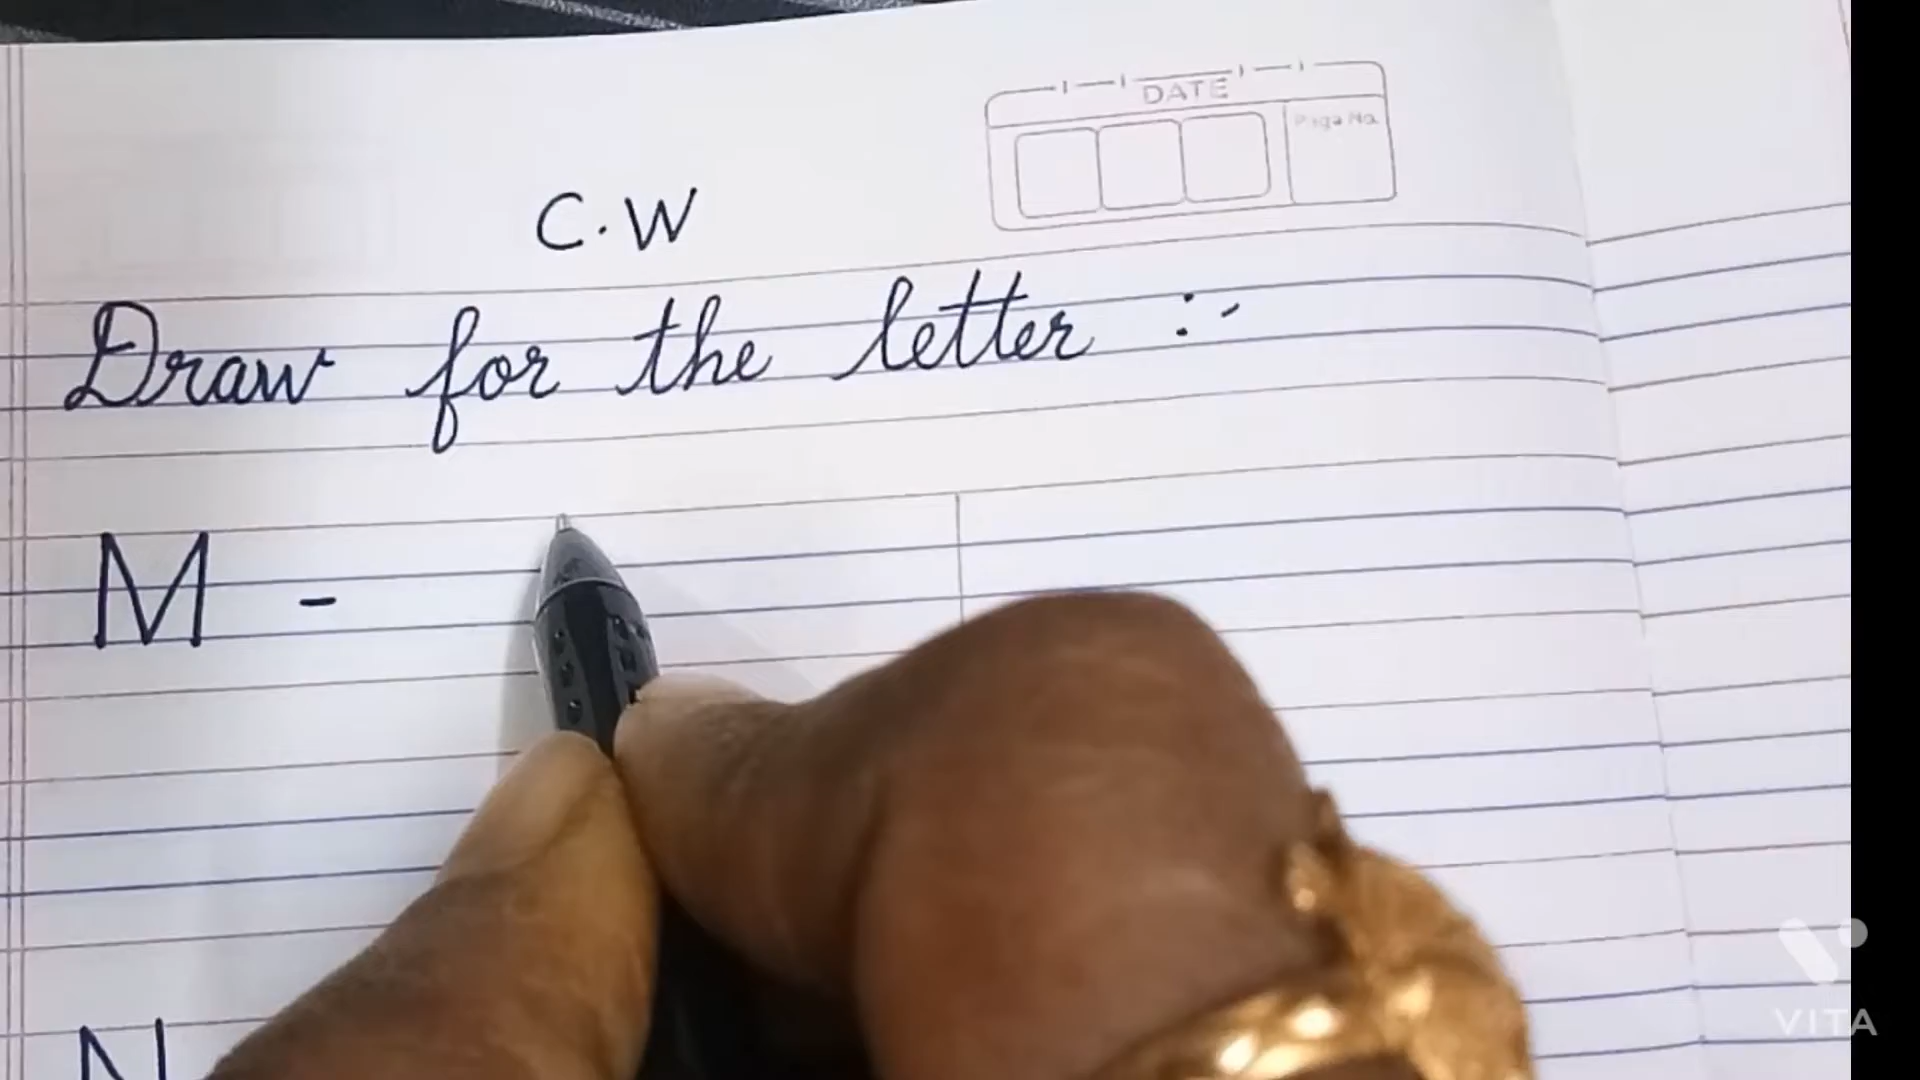 DATE
Page No.
C.W
Draw for the letter :-
M -
N
VITA